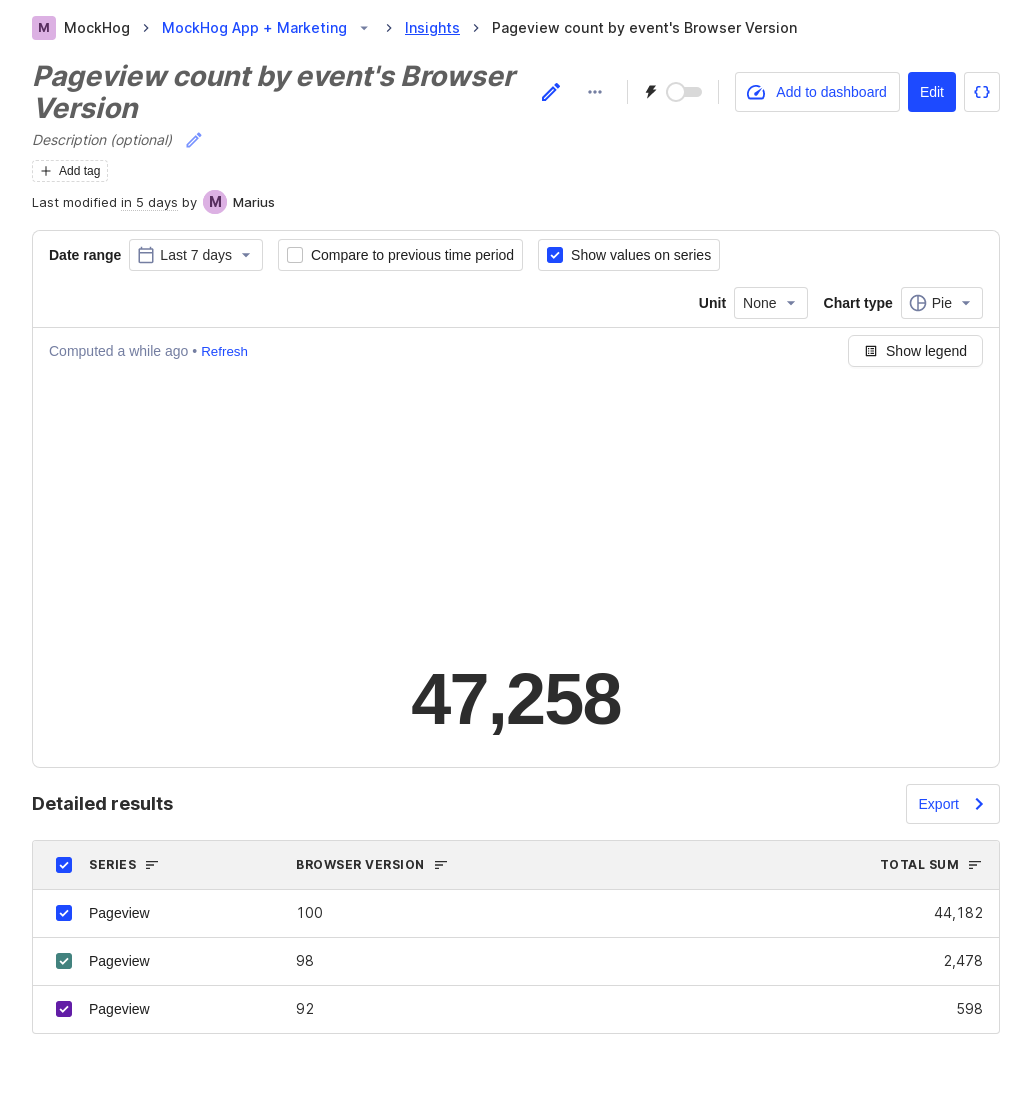 M MockHog MockHog App + Marketing Insights Pageview count by event's Browser Version
Pageview count by event's Browser
Version
Add to dashboard Edit
Description (optional)
Add tag
Last modified in 5 days by M Marius
Date range Last 7 days Compare to previous time period Show values on series
Unit None Chart type Pie
Computed a while ago • Refresh Show legend
47,258
Detailed results Export
SERIES BROWSER VERSION TOTAL SUM
Pageview 100 44,182
Pageview 98 2,478
Pageview 92 598